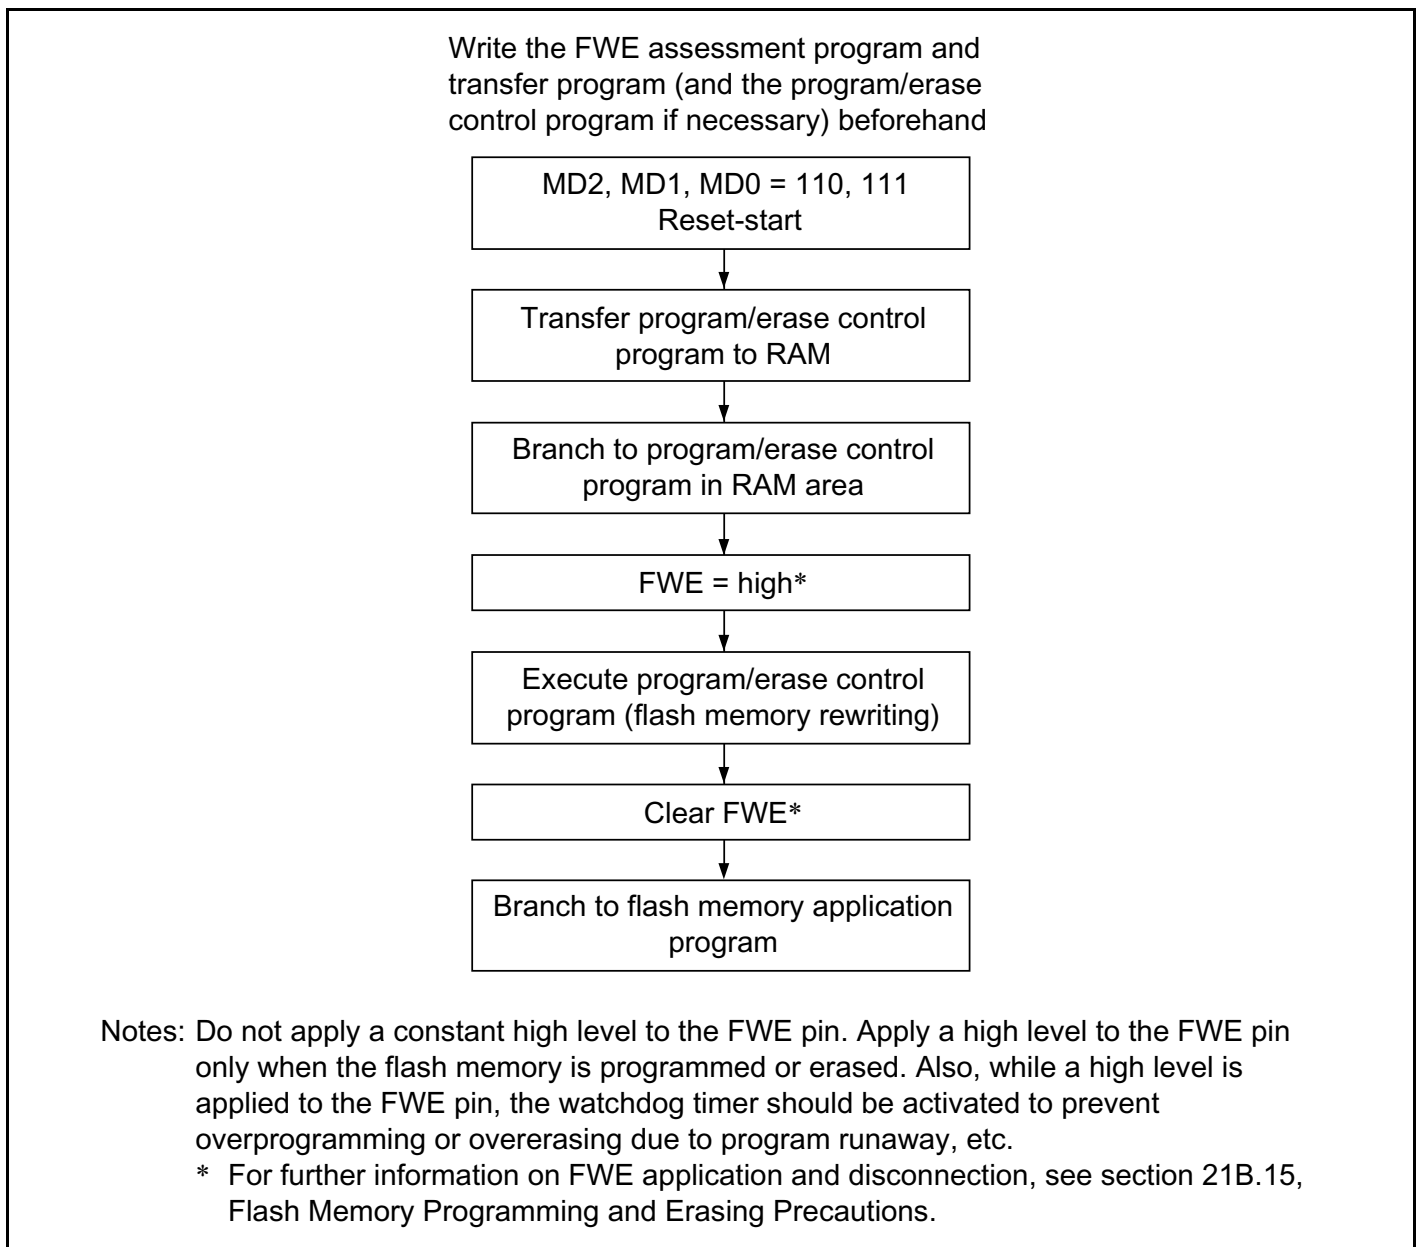 Write the FWE assessment program and
transfer program (and the program/erase
control program if necessary) beforehand
MD2, MD1, MD0 = 110, 111
Reset-start
Transfer program/erase control
program to RAM
Branch to program/erase control
program in RAM area
FWE = high*
Execute program/erase control
program (flash memory rewriting)
Clear FWE*
Branch to flash memory application
program
Notes: Do not apply a constant high level to the FWE pin. Apply a high level to the FWE pin
only when the flash memory is programmed or erased. Also, while a high level is
applied to the FWE pin, the watchdog timer should be activated to prevent
overprogramming or overerasing due to program runaway, etc.
* For further information on FWE application and disconnection, see section 21B.15,
Flash Memory Programming and Erasing Precautions.